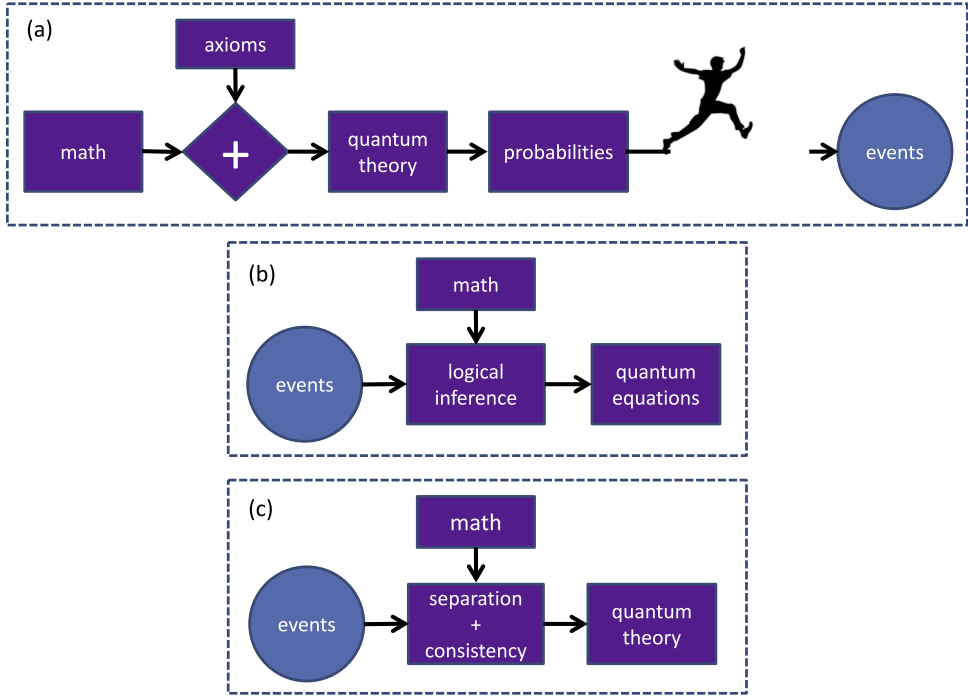 (a)
axioms
math
+
quantum
theory
probabilities
events
(b)
math
events
logical
inference
quantum
equations
(c)
math
events
separation
+
consistency
quantum
theory